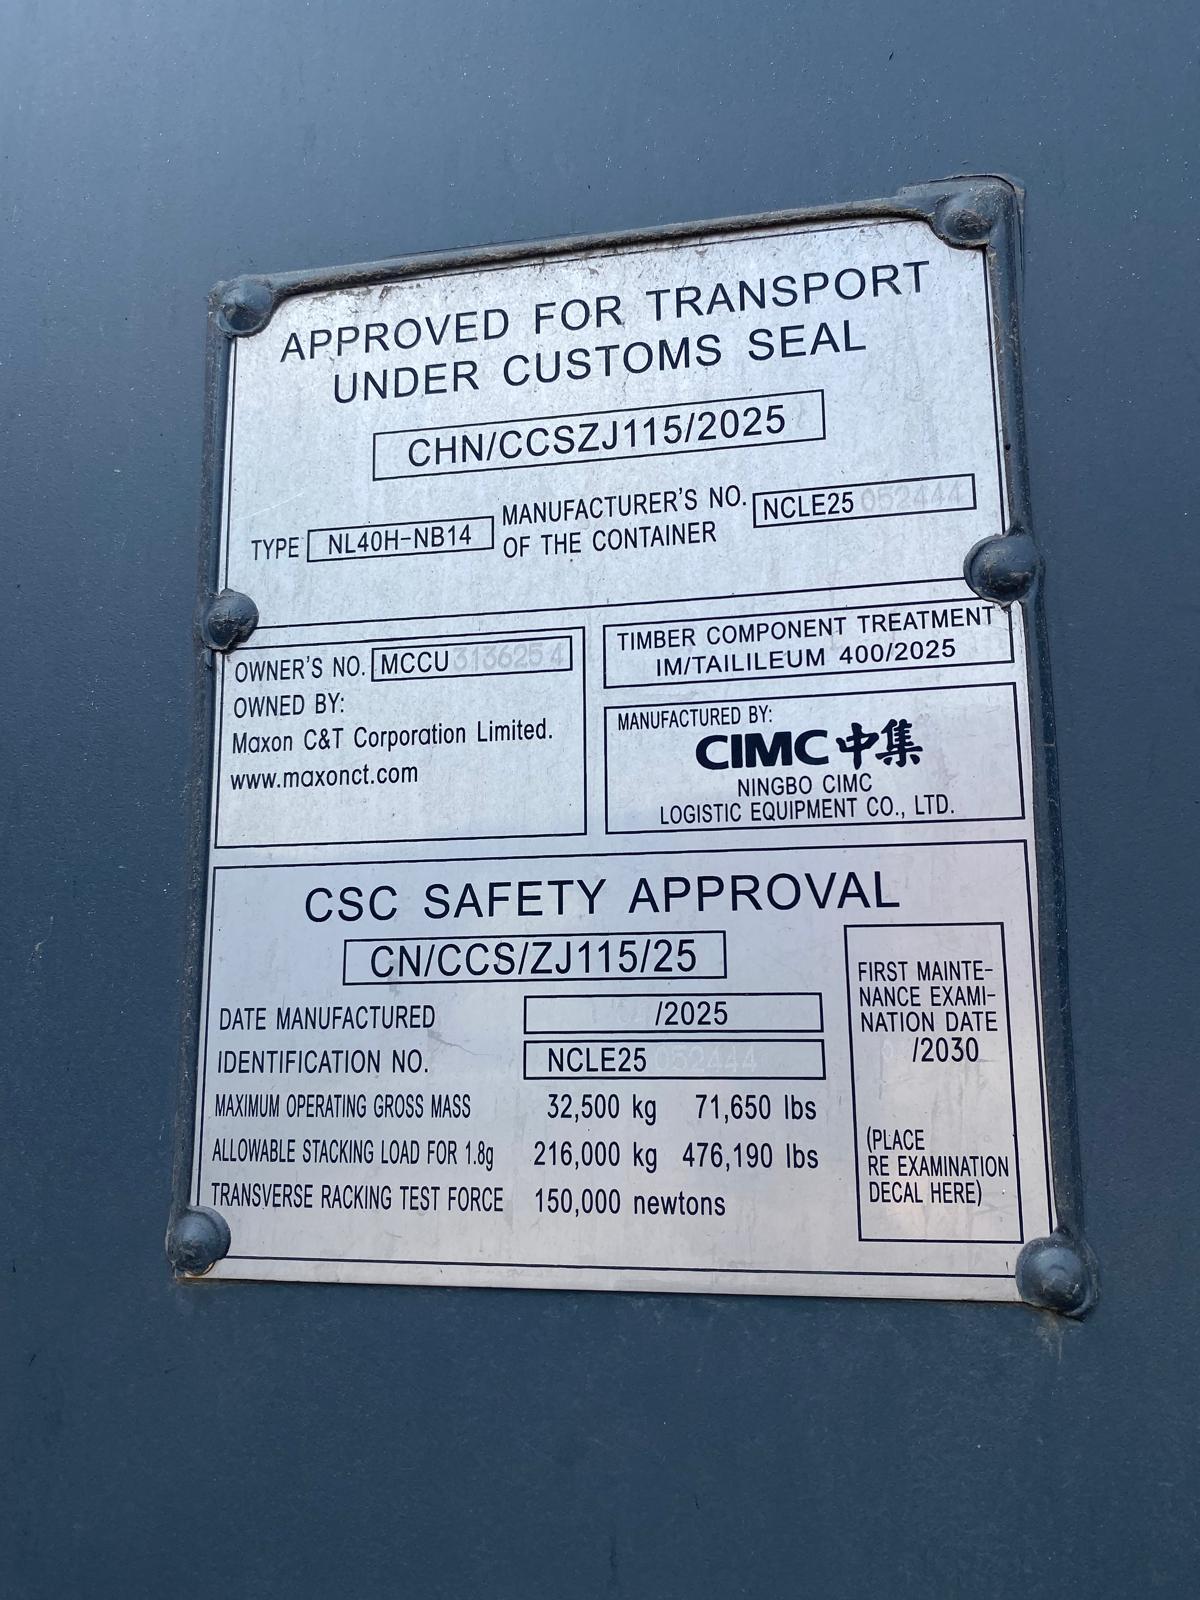 APPROVED FOR TRANSPORT
UNDER CUSTOMS SEAL
CHN/CCSZJ115/2025
TYPE NL40H-NB14 MANUFACTURER'S NO. OF THE CONTAINER NCLE25 052444
OWNER'S NO. MCCU 313625 4
OWNED BY:
Maxon C&T Corporation Limited.
www.maxonct.com
TIMBER COMPONENT TREATMENT
IM/TAILILEUM 400/2025
MANUFACTURED BY:
CIMC 中集
NINGBO CIMC
LOGISTIC EQUIPMENT CO., LTD.
CSC SAFETY APPROVAL
CN/CCS/ZJ115/25
DATE MANUFACTURED /2025
IDENTIFICATION NO. NCLE25 052444
MAXIMUM OPERATING GROSS MASS 32,500 kg 71,650 lbs
ALLOWABLE STACKING LOAD FOR 1.8g 216,000 kg 476,190 lbs
TRANSVERSE RACKING TEST FORCE 150,000 newtons
FIRST MAINTE-
NANCE EXAMI-
NATION DATE
/2030
(PLACE
RE EXAMINATION
DECAL HERE)